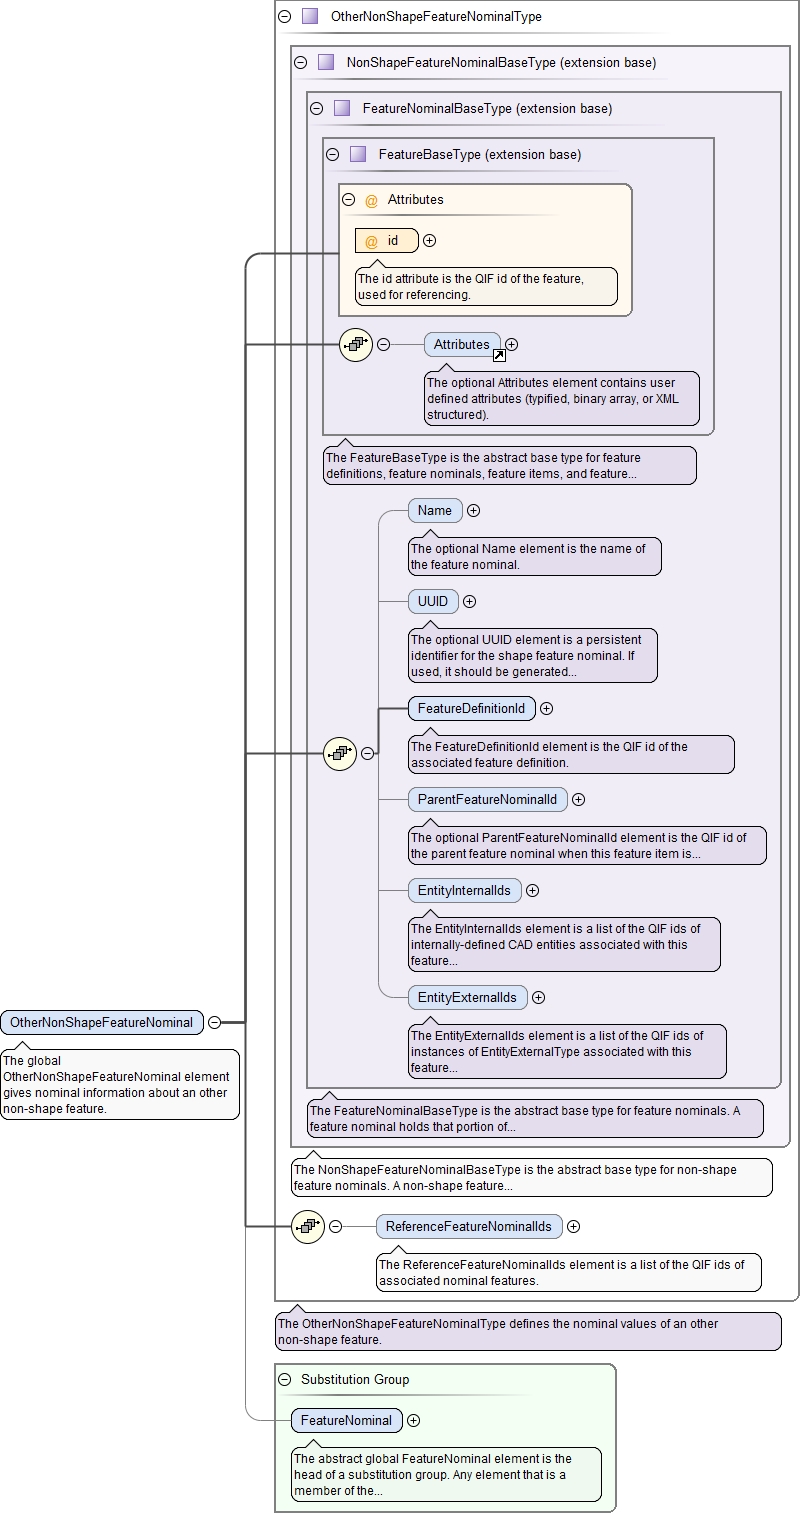 OtherNonShapeFeatureNominalType
NonShapeFeatureNominalBaseType (extension base)
FeatureNominalBaseType (extension base)
FeatureBaseType (extension base)
@ Attributes
@ id
The id attribute is the QIF id of the feature,
used for referencing.
Attributes
The optional Attributes element contains user
defined attributes (typified, binary array, or XML
structured).
The FeatureBaseType is the abstract base type for feature
definitions, feature nominals, feature items, and feature...
Name
The optional Name element is the name of
the feature nominal.
UUID
The optional UUID element is a persistent
identifier for the shape feature nominal. If
used, it should be generated...
FeatureDefinitionId
The FeatureDefinitionId element is the QIF id of the
associated feature definition.
ParentFeatureNominalId
The optional ParentFeatureNominalId element is the QIF id of
the parent feature nominal when this feature item is...
EntityInternalIds
The EntityInternalIds element is a list of the QIF ids of
internally-defined CAD entities associated with this
feature...
EntityExternalIds
The EntityExternalIds element is a list of the QIF ids of
instances of EntityExternalType associated with this
feature...
OtherNonShapeFeatureNominal
The global
OtherNonShapeFeatureNominal element
gives nominal information about an other
non-shape feature.
The FeatureNominalBaseType is the abstract base type for feature nominals. A
feature nominal holds that portion of...
The NonShapeFeatureNominalBaseType is the abstract base type for non-shape
feature nominals. A non-shape feature...
ReferenceFeatureNominalIds
The ReferenceFeatureNominalIds element is a list of the QIF ids of
associated nominal features.
The OtherNonShapeFeatureNominalType defines the nominal values of an other
non-shape feature.
Substitution Group
FeatureNominal
The abstract global FeatureNominal element is the
head of a substitution group. Any element that is a
member of the...